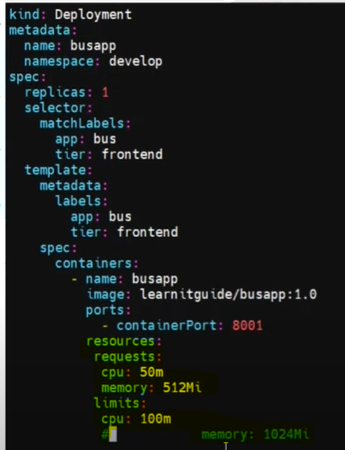 kind: Deployment
metadata:
  name: busapp
  namespace: develop
spec:
  replicas: 1
  selector:
    matchLabels:
      app: bus
      tier: frontend
  template:
    metadata:
      labels:
        app: bus
        tier: frontend
    spec:
      containers:
        - name: busapp
          image: learnitguide/busapp:1.0
          ports:
            - containerPort: 8001
          resources:
           requests:
            cpu: 50m
            memory: 512Mi
           limits:
            cpu: 100m
            #            memory: 1024Mi